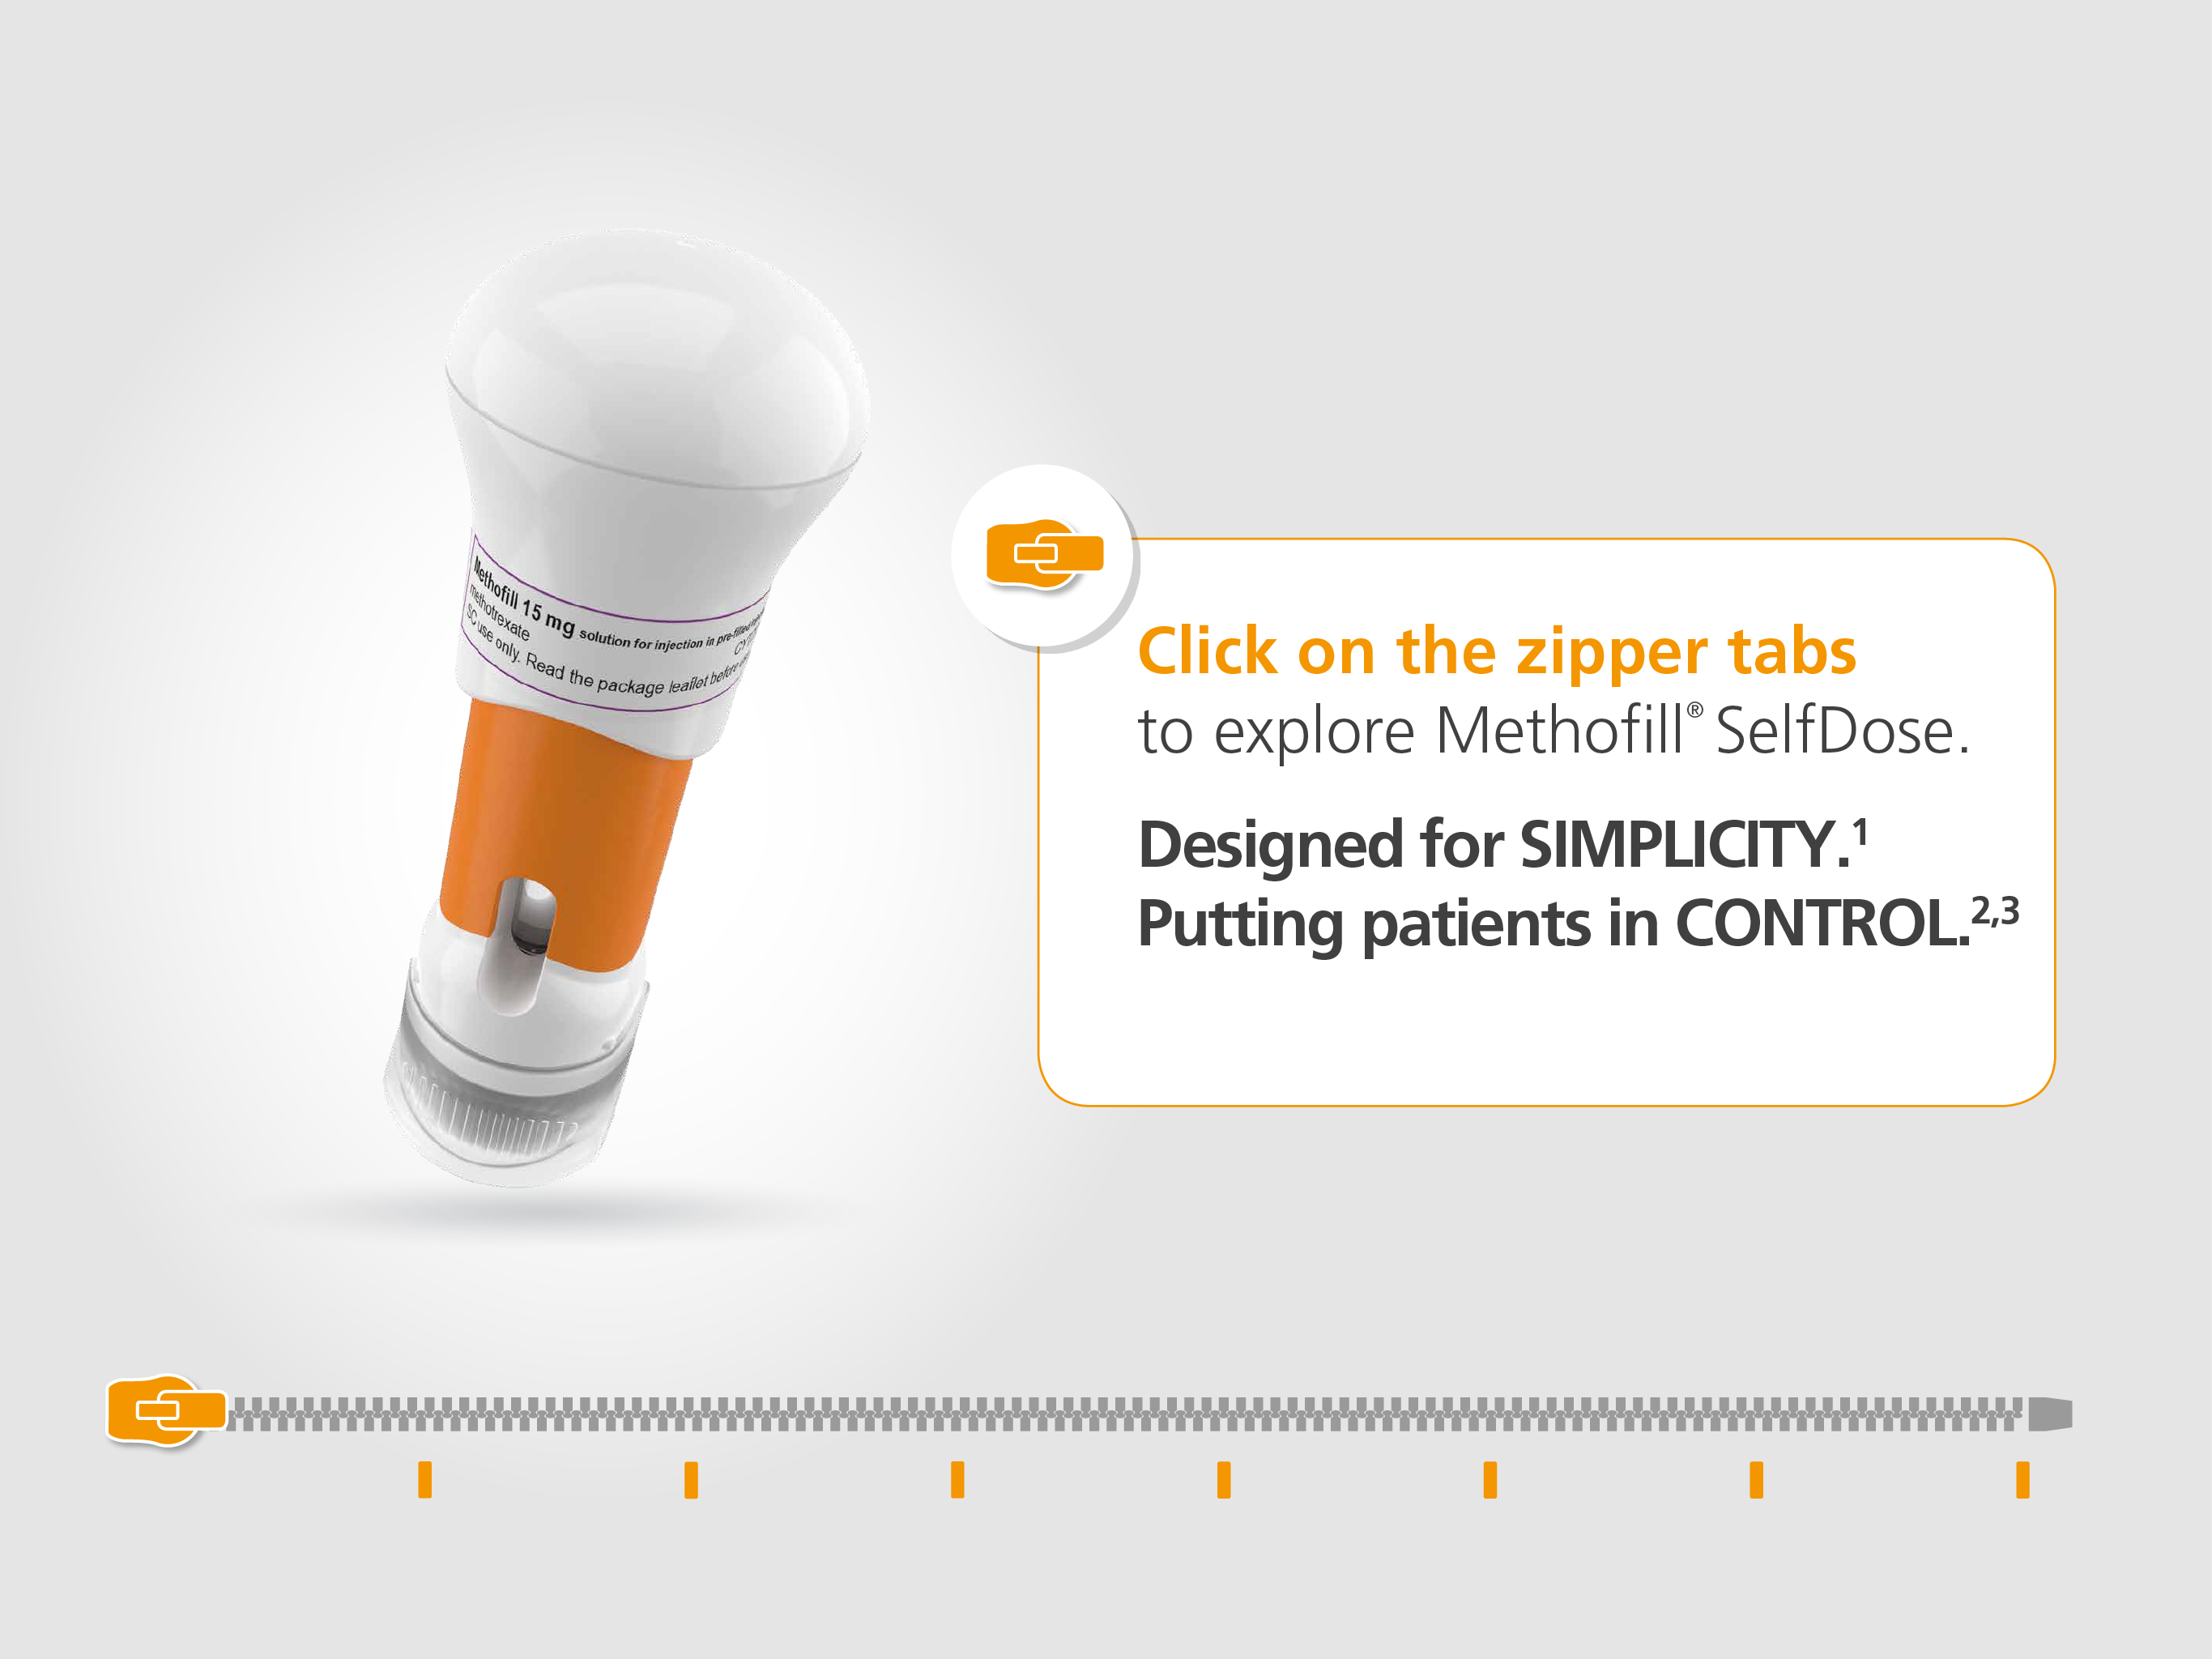 Methofill 15 mg solution for injection in pre-filled
methotrexate
SC use only. Read the package leaflet before
Click on the zipper tabs
to explore Methofill® SelfDose.
Designed for SIMPLICITY.1
Putting patients in CONTROL.2,3